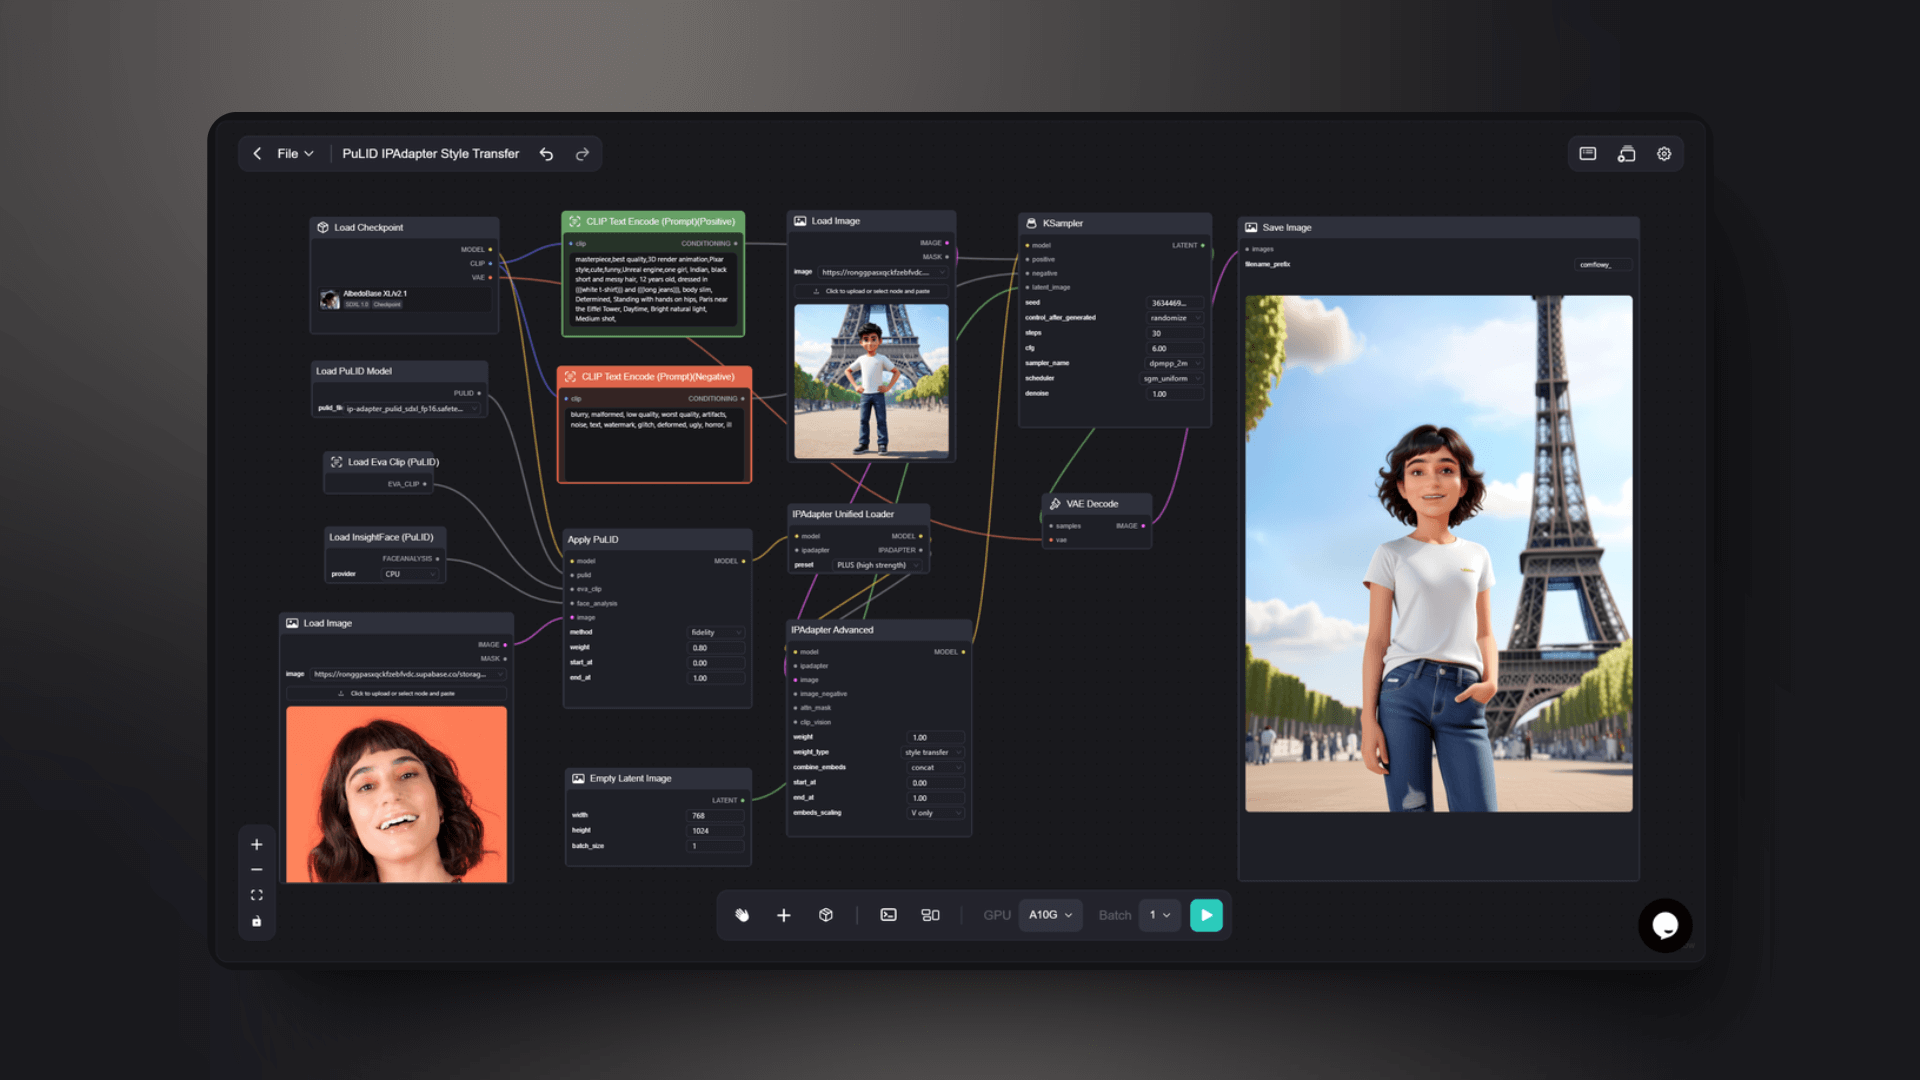 File
PuLID IPAdapter Style Transfer
Load Checkpoint
MODEL
CLIP
VAE
AlbedoBase XL/v2.1
SDXL 1.0 Checkpoint
Load PuLID Model
PULID
pulid_fil ip-adapter_pulid_sdxl_fp16.safete...
Load Eva Clip (PuLID)
EVA_CLIP
Load InsightFace (PuLID)
FACEANALYSIS
provider CPU
Load Image
IMAGE
MASK
image https://ronggpasxqckfzebfvdc.supabase.co/storag...
Click to upload or select node and paste
CLIP Text Encode (Prompt)(Positive)
clip CONDITIONING
masterpiece,best quality,3D render animation,Pixar
style,cute,funny,Unreal engine,one girl, Indian, black
short and messy hair, 12 years old, dressed in
(((white t-shirt))) and (((long jeans))), body slim,
Determined, Standing with hands on hips, Paris near
the Eiffel Tower, Daytime, Bright natural light,
Medium shot,
CLIP Text Encode (Prompt)(Negative)
clip CONDITIONING
blurry, malformed, low quality, worst quality, artifacts,
noise, text, watermark, glitch, deformed, ugly, horror, ill
Apply PuLID
model MODEL
pulid
eva_clip
face_analysis
image
method fidelity
weight 0.80
start_at 0.00
end_at 1.00
Empty Latent Image
LATENT
width 768
height 1024
batch_size 1
Load Image
IMAGE
MASK
image https://ronggpasxqckfzebfvdc....
Click to upload or select node and paste
IPAdapter Unified Loader
model MODEL
ipadapter IPADAPTER
preset PLUS (high strength)
IPAdapter Advanced
model MODEL
ipadapter
image
image_negative
attn_mask
clip_vision
weight 1.00
weight_type style transfer
combine_embeds concat
start_at 0.00
end_at 1.00
embeds_scaling V only
KSampler
model LATENT
positive
negative
latent_image
seed 3634469...
control_after_generated randomize
steps 30
cfg 6.00
sampler_name dpmpp_2m
scheduler sgm_uniform
denoise 1.00
VAE Decode
samples IMAGE
vae
Save Image
images
filename_prefix comflowy_
GPU A10G Batch 1